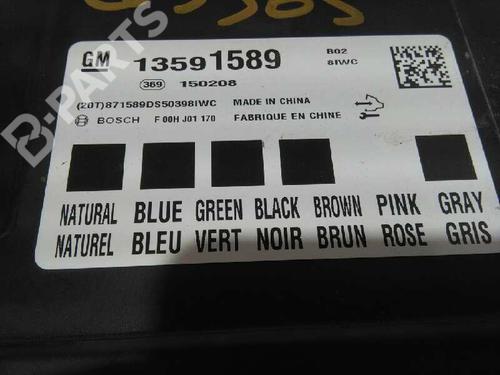 B-PARTS
GM 13591589 B02
8IWC
369 150208
(20T)871589DS50398IWC MADE IN CHINA
BOSCH F 00H J01 170 FABRIQUE EN CHINE
NATURAL BLUE GREEN BLACK BROWN PINK GRAY
NATUREL BLEU VERT NOIR BRUN ROSE GRIS